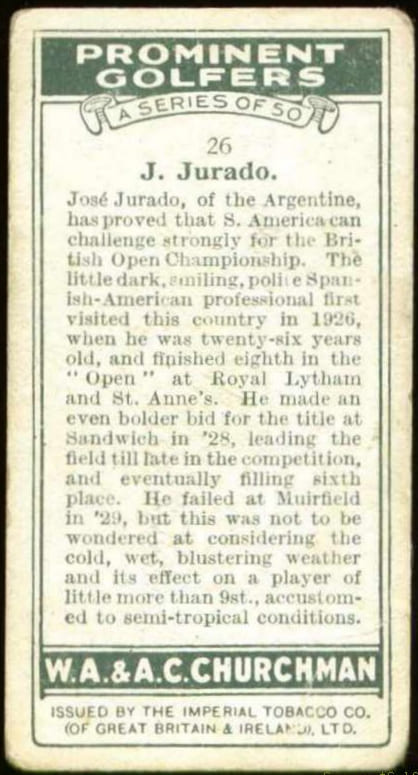 PROMINENT
GOLFERS
A SERIES OF 50
26
J. Jurado.
José Jurado, of the Argentine,
has proved that S. America can
challenge strongly for the Bri-
tish Open Championship. The
little dark, smiling, polite Span-
ish-American professional first
visited this country in 1926,
when he was twenty-six years
old, and finished eighth in the
"Open" at Royal Lytham
and St. Anne's. He made an
even bolder bid for the title at
Sandwich in '28, leading the
field till late in the competition,
and eventually filling sixth
place. He failed at Muirfield
in '29, but this was not to be
wondered at considering the
cold, wet, blustering weather
and its effect on a player of
little more than 9st., accustom-
ed to semi-tropical conditions.
W.A.&A.C.CHURCHMAN
ISSUED BY THE IMPERIAL TOBACCO CO.
(OF GREAT BRITAIN & IRELAND), LTD.